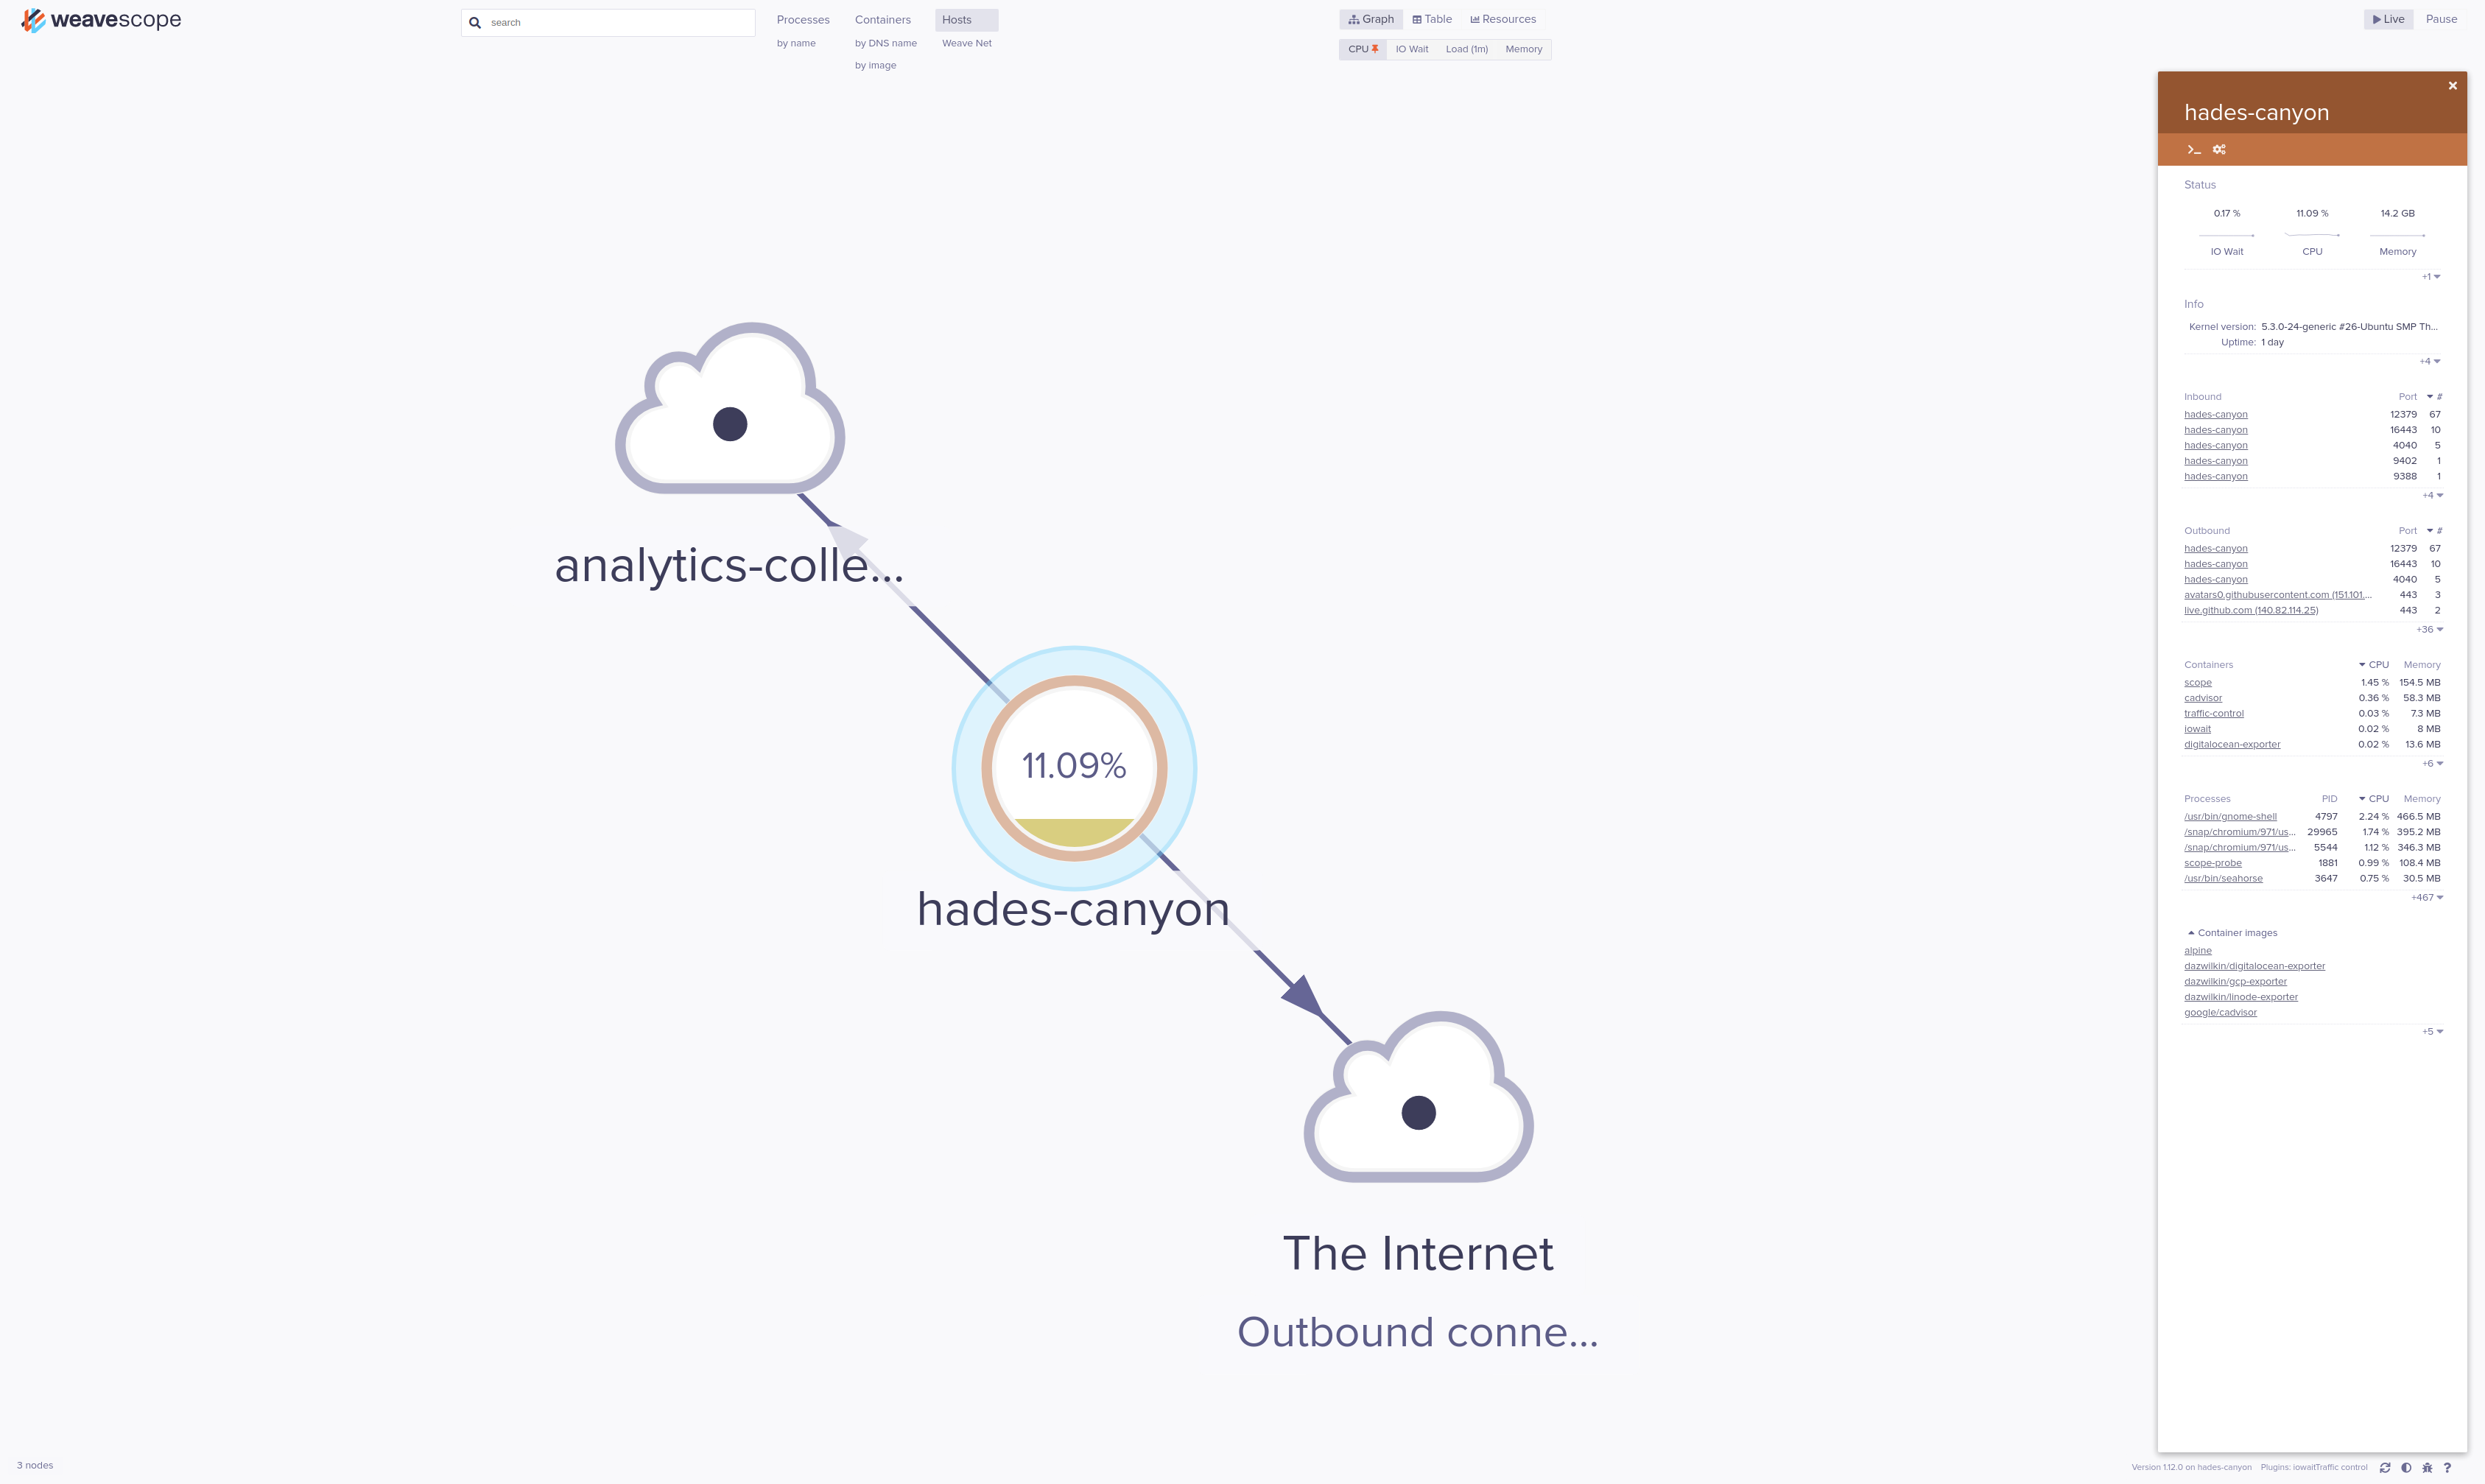 weavescope
search
Processes Containers Hosts
by name by DNS name Weave Net
by image
Graph Table Resources
CPU IO Wait Load (1m) Memory
Live Pause
analytics-colle...
11.09%
hades-canyon
The Internet
Outbound conne...
hades-canyon
Status
0.17 % 11.09 % 14.2 GB
IO Wait CPU Memory
+1
Info
Kernel version: 5.3.0-24-generic #26-Ubuntu SMP Th...
Uptime: 1 day
+4
Inbound Port #
hades-canyon 12379 67
hades-canyon 16443 10
hades-canyon 4040 5
hades-canyon 9402 1
hades-canyon 9388 1
+4
Outbound Port #
hades-canyon 12379 67
hades-canyon 16443 10
hades-canyon 4040 5
avatars0.githubusercontent.com (151.101.... 443 3
live.github.com (140.82.114.25) 443 2
+36
Containers CPU Memory
scope 1.45 % 154.5 MB
cadvisor 0.36 % 58.3 MB
traffic-control 0.03 % 7.3 MB
iowait 0.02 % 8 MB
digitalocean-exporter 0.02 % 13.6 MB
+6
Processes PID CPU Memory
/usr/bin/gnome-shell 4797 2.24 % 466.5 MB
/snap/chromium/971/us... 29965 1.74 % 395.2 MB
/snap/chromium/971/us... 5544 1.12 % 346.3 MB
scope-probe 1881 0.99 % 108.4 MB
/usr/bin/seahorse 3647 0.75 % 30.5 MB
+467
Container images
alpine
dazwilkin/digitalocean-exporter
dazwilkin/gcp-exporter
dazwilkin/linode-exporter
google/cadvisor
+5
3 nodes
Version 1.12.0 on hades-canyon Plugins: iowaitTraffic control